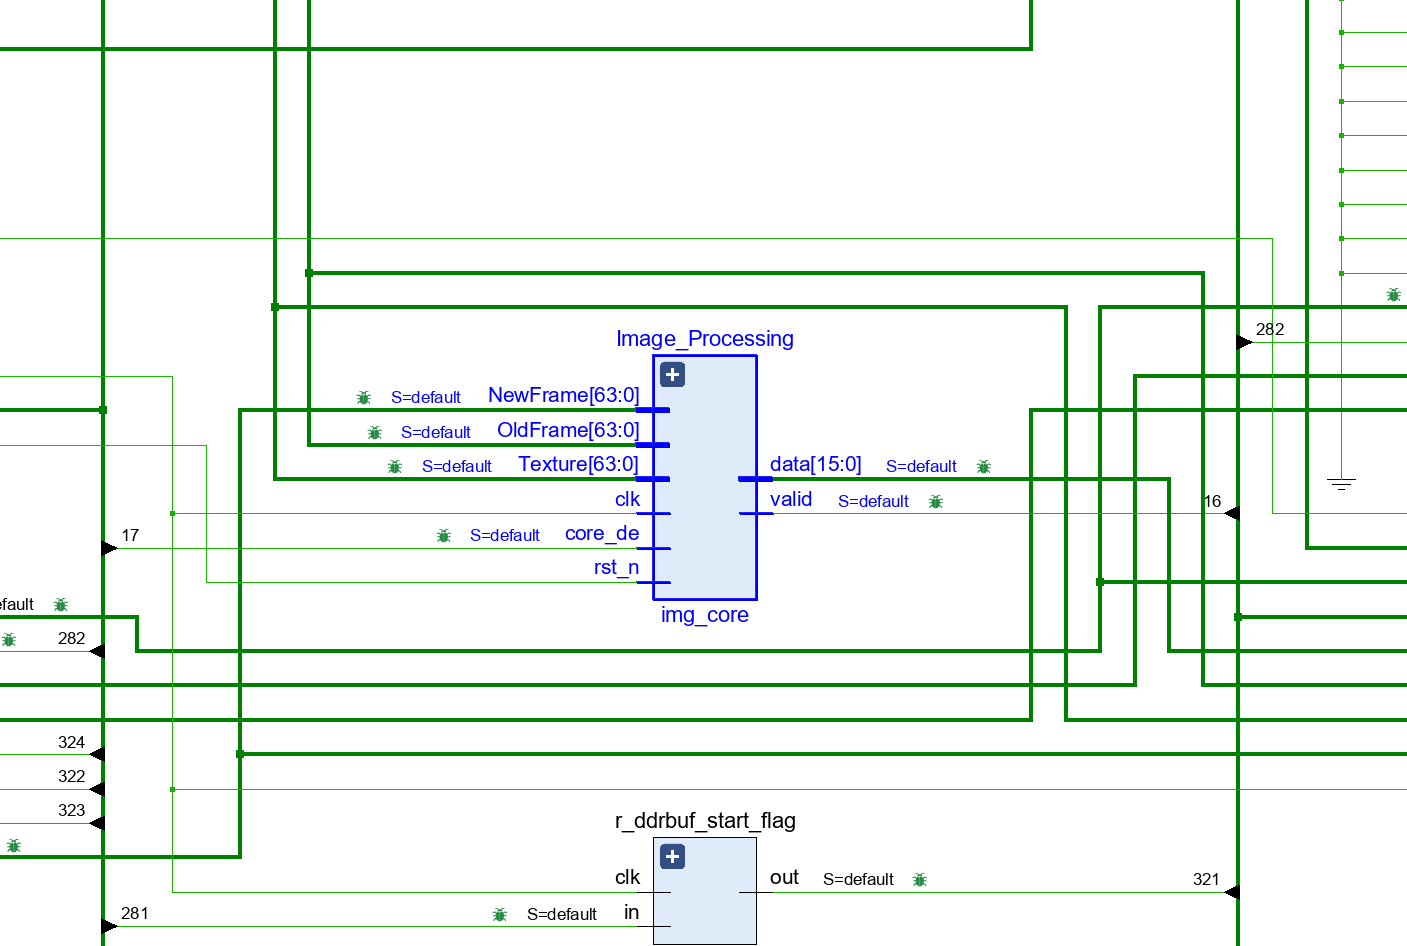 282
Image_Processing
S=default NewFrame[63:0]
S=default OldFrame[63:0]
S=default Texture[63:0]
data[15:0] S=default
clk
valid S=default
16
17
S=default core_de
rst_n
efault
img_core
282
324
322
323
r_ddrbuf_start_flag
clk
out S=default
321
281
S=default in